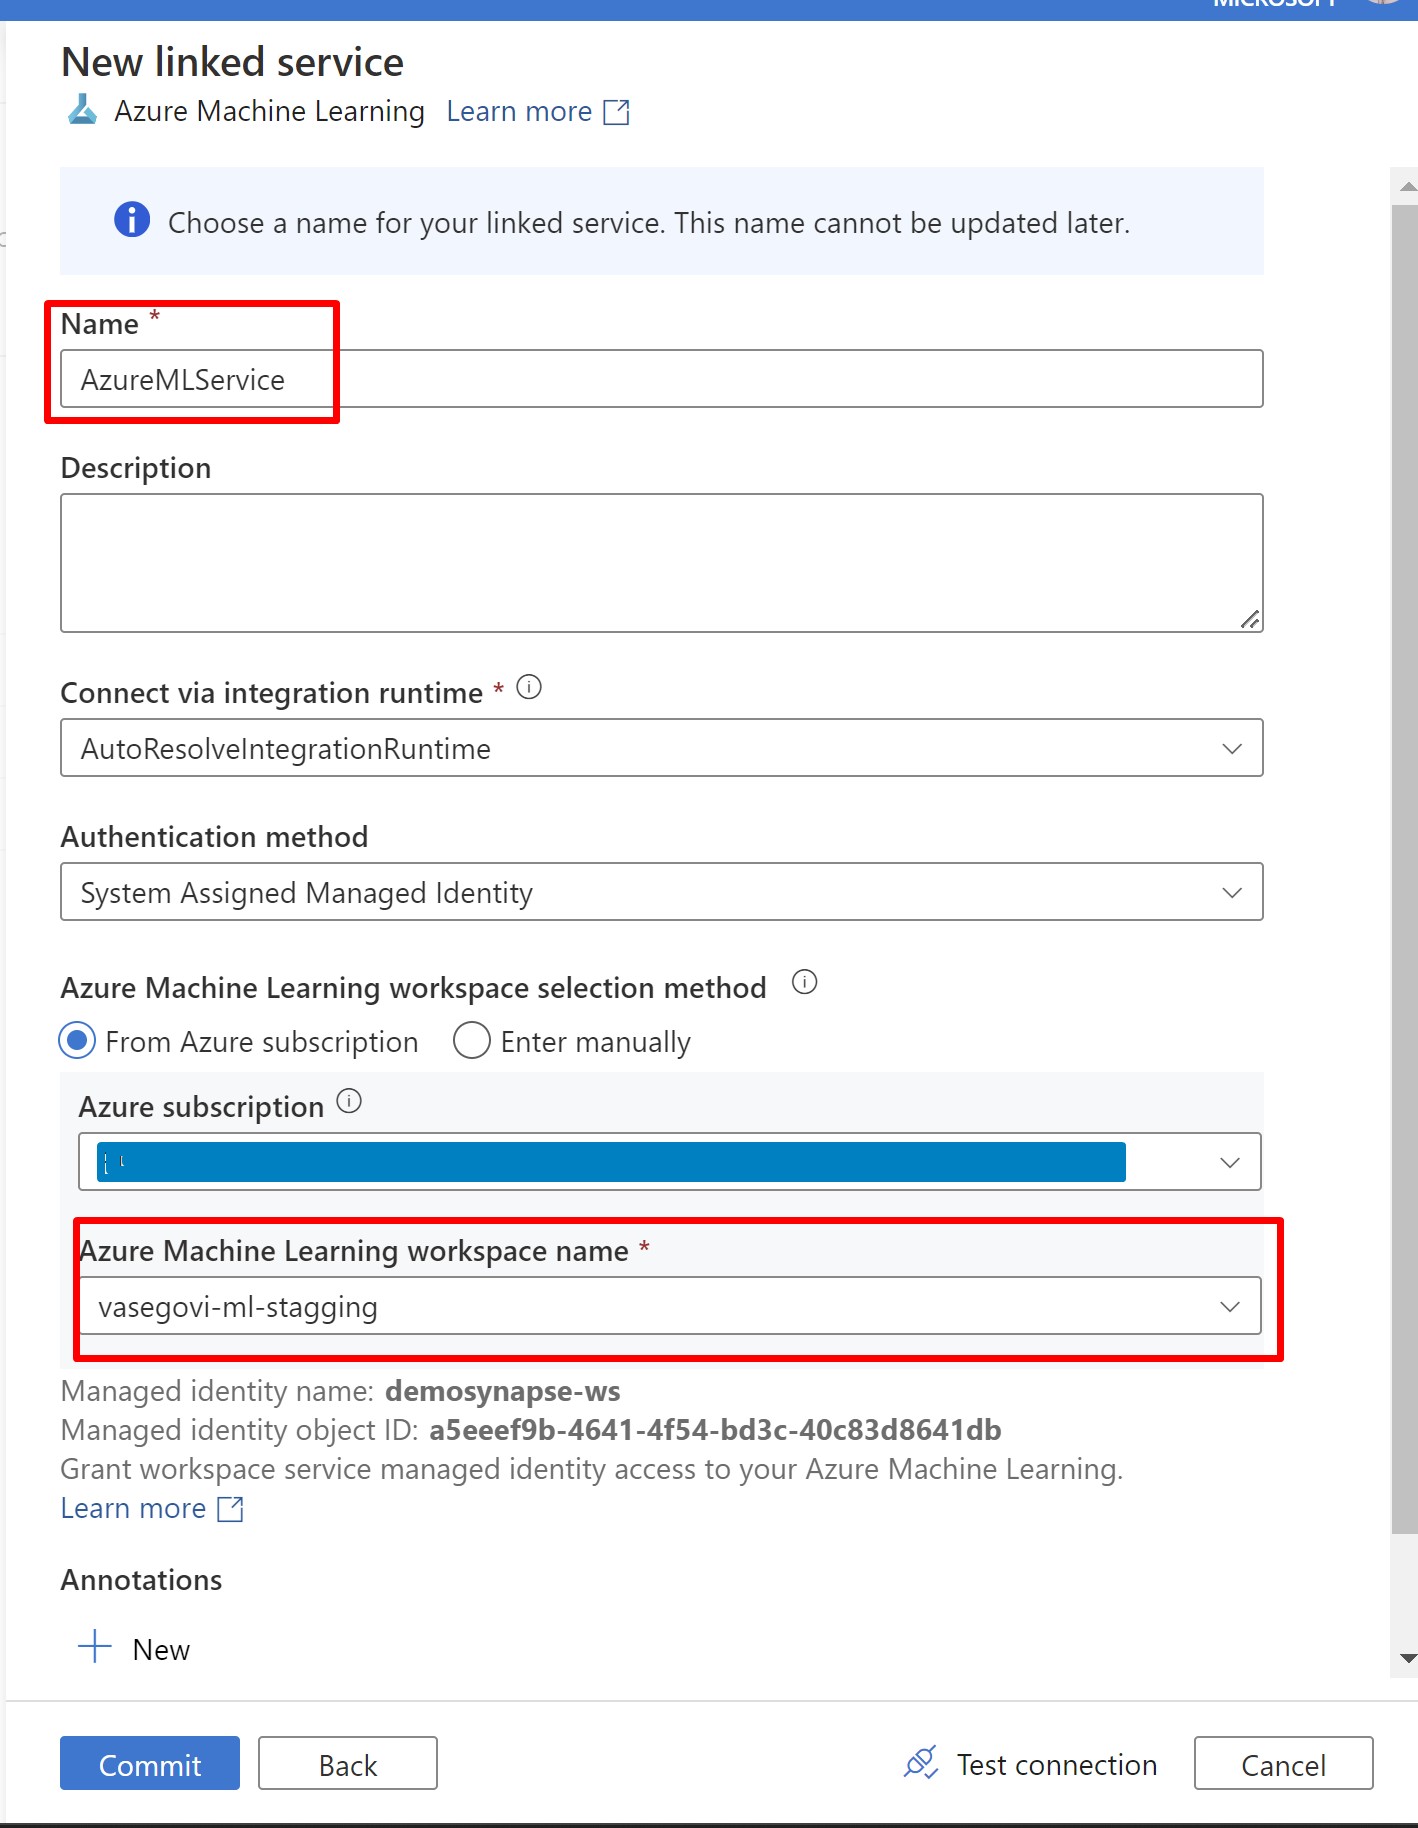 MICROSOFT
New linked service
Azure Machine Learning Learn more
Choose a name for your linked service. This name cannot be updated later.
Name *
AzureMLService
Description
Connect via integration runtime *
AutoResolveIntegrationRuntime
Authentication method
System Assigned Managed Identity
Azure Machine Learning workspace selection method
From Azure subscription Enter manually
Azure subscription
Azure Machine Learning workspace name *
vasegovi-ml-stagging
Managed identity name: demosynapse-ws
Managed identity object ID: a5eeef9b-4641-4f54-bd3c-40c83d8641db
Grant workspace service managed identity access to your Azure Machine Learning.
Learn more
Annotations
New
Commit Back Test connection Cancel